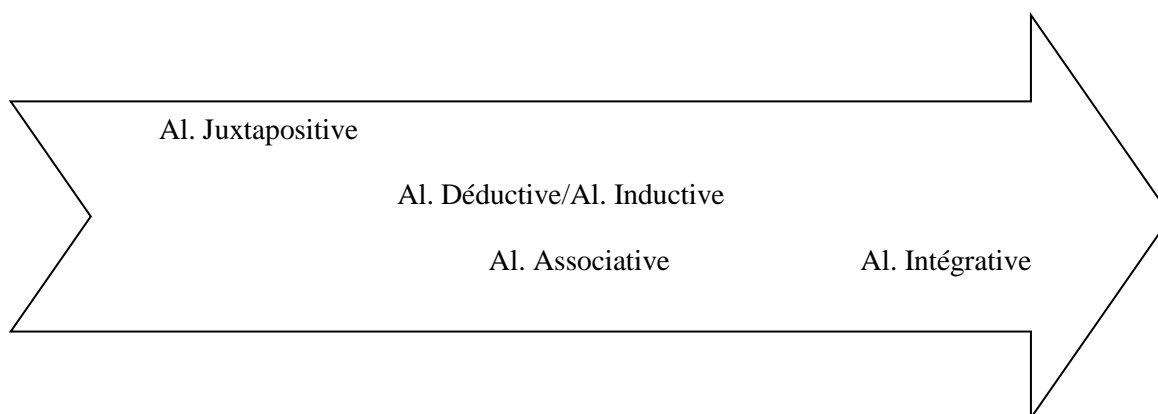 Al. Juxtapositive
Al. Déductive/Al. Inductive
Al. Associative Al. Intégrative